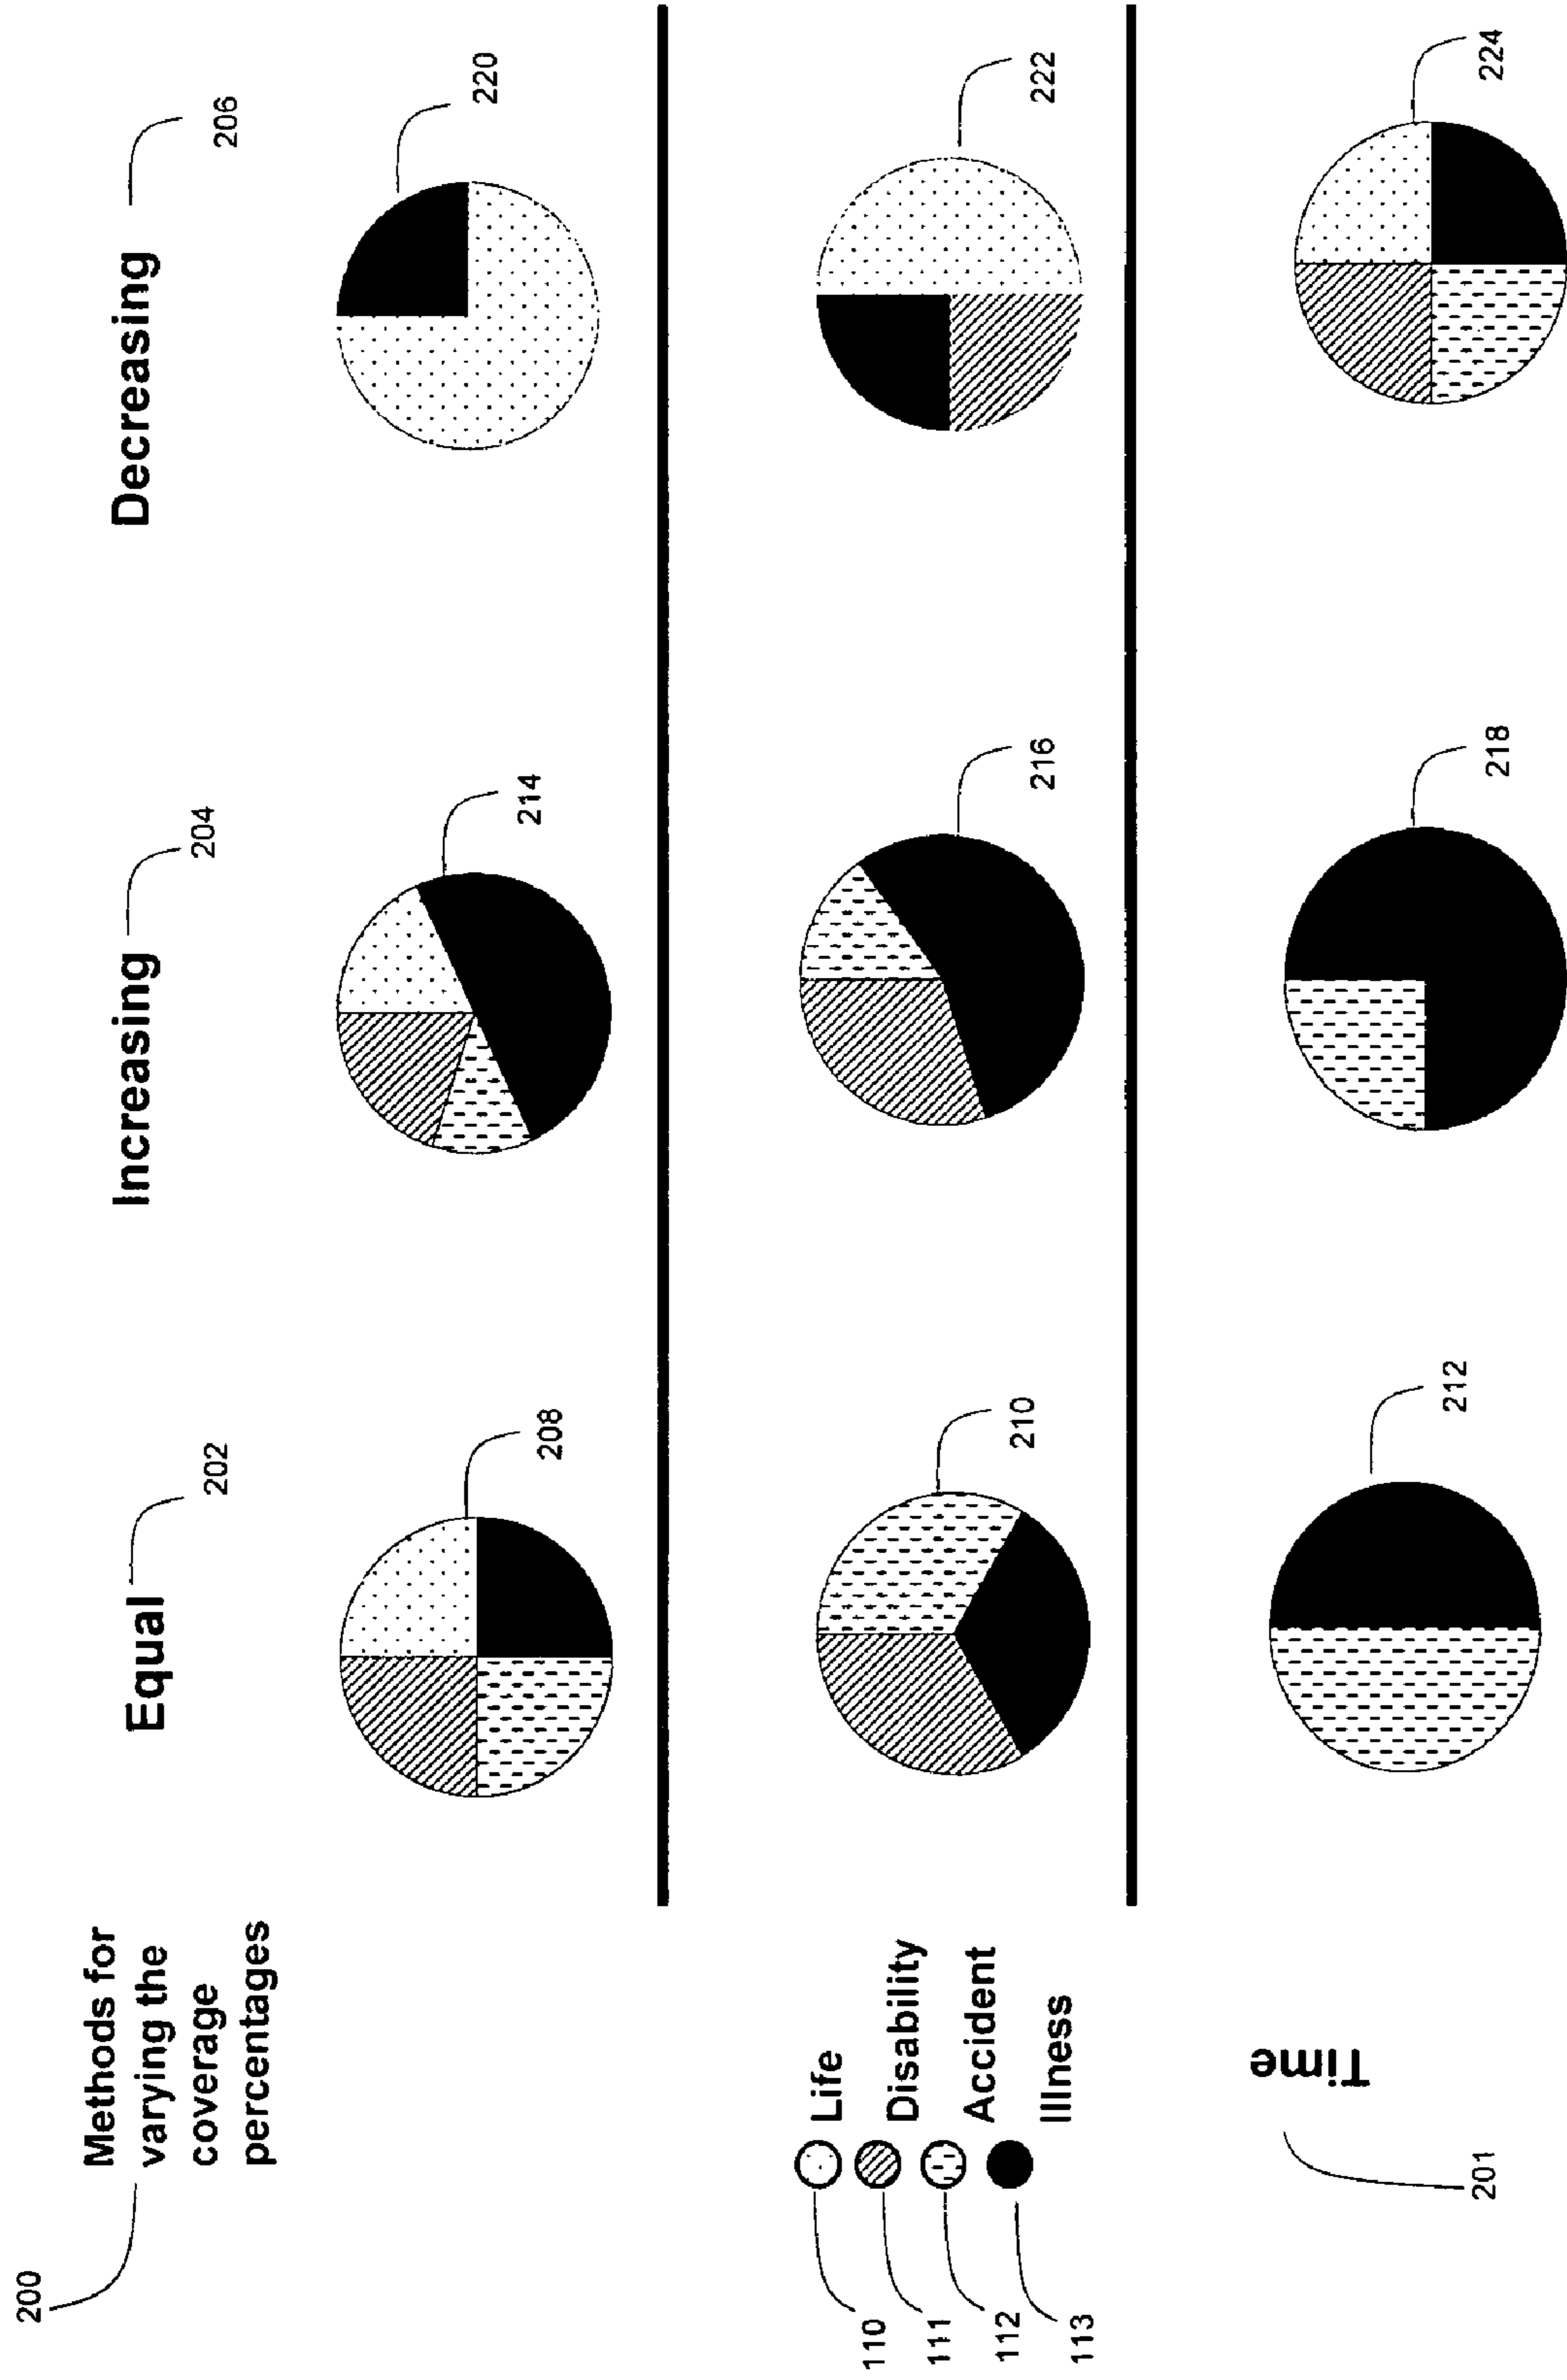 200
Methods for
varying the
coverage
percentages
Equal
202
Increasing
204
Decreasing
206
208
214
220
110
Life
111
Disability
112
Accident
113
Illness
210
216
222
201
Time
212
218
224